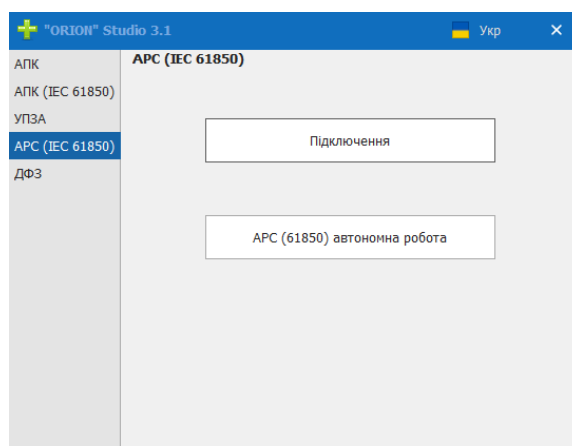 "ORION" Studio 3.1
Укр
АПК
АПК (IEC 61850)
УПЗА
АРС (IEC 61850)
ДФЗ
АРС (IEC 61850)
Підключення
АРС (61850) автономна робота